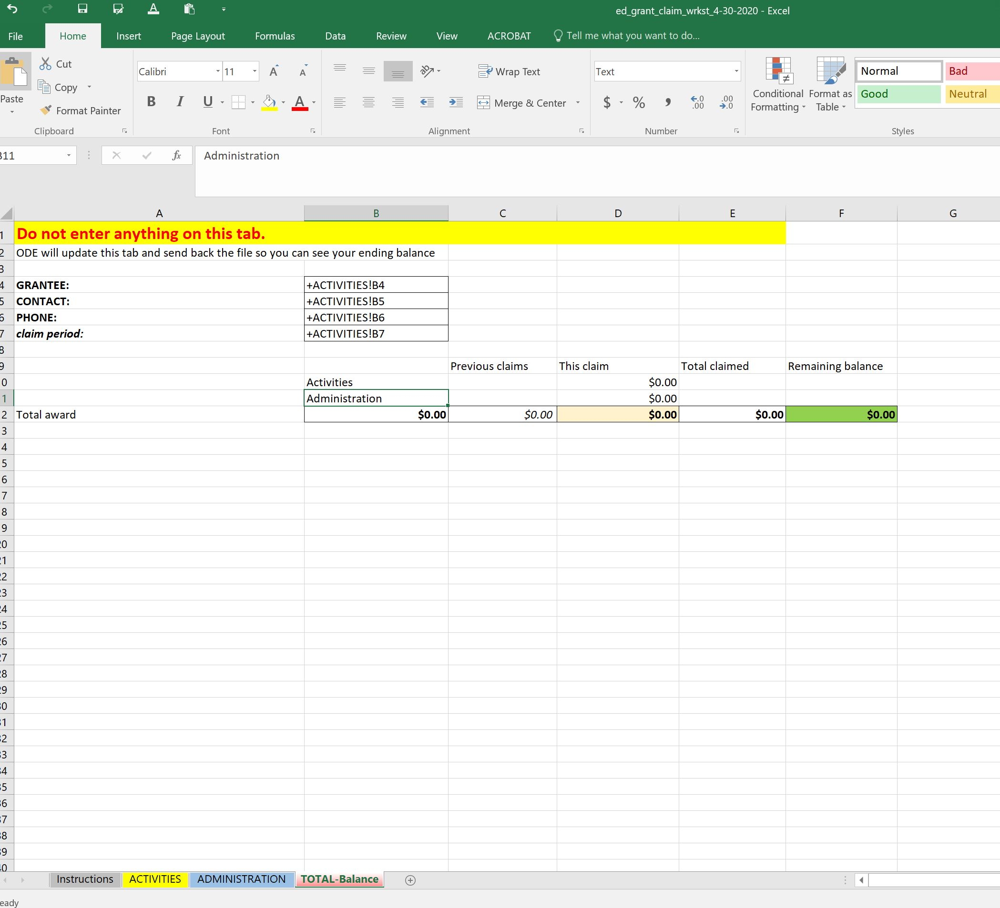 ed_grant_claim_wrkst_4-30-2020 - Excel
File Home Insert Page Layout Formulas Data Review View ACROBAT Tell me what you want to do...
Paste
Cut
Copy
Format Painter
Clipboard
Calibri 11
B I U
Font
Wrap Text
Merge & Center
Alignment
Text
$ % , .0 .00 .00 .0
Number
Conditional Formatting
Format as Table
Normal Bad
Good Neutral
Styles
B11 fx Administration
A B C D E F G
1 Do not enter anything on this tab.
2 ODE will update this tab and send back the file so you can see your ending balance
3
4 GRANTEE: +ACTIVITIES!B4
5 CONTACT: +ACTIVITIES!B5
6 PHONE: +ACTIVITIES!B6
7 claim period: +ACTIVITIES!B7
8
9 Previous claims This claim Total claimed Remaining balance
0 Activities $0.00
1 Administration $0.00
2 Total award $0.00 $0.00 $0.00 $0.00 $0.00
3
4
5
6
7
8
9
20
21
22
23
24
25
26
27
28
29
30
31
32
33
34
35
36
37
38
39
40
Instructions ACTIVITIES ADMINISTRATION TOTAL-Balance
eady